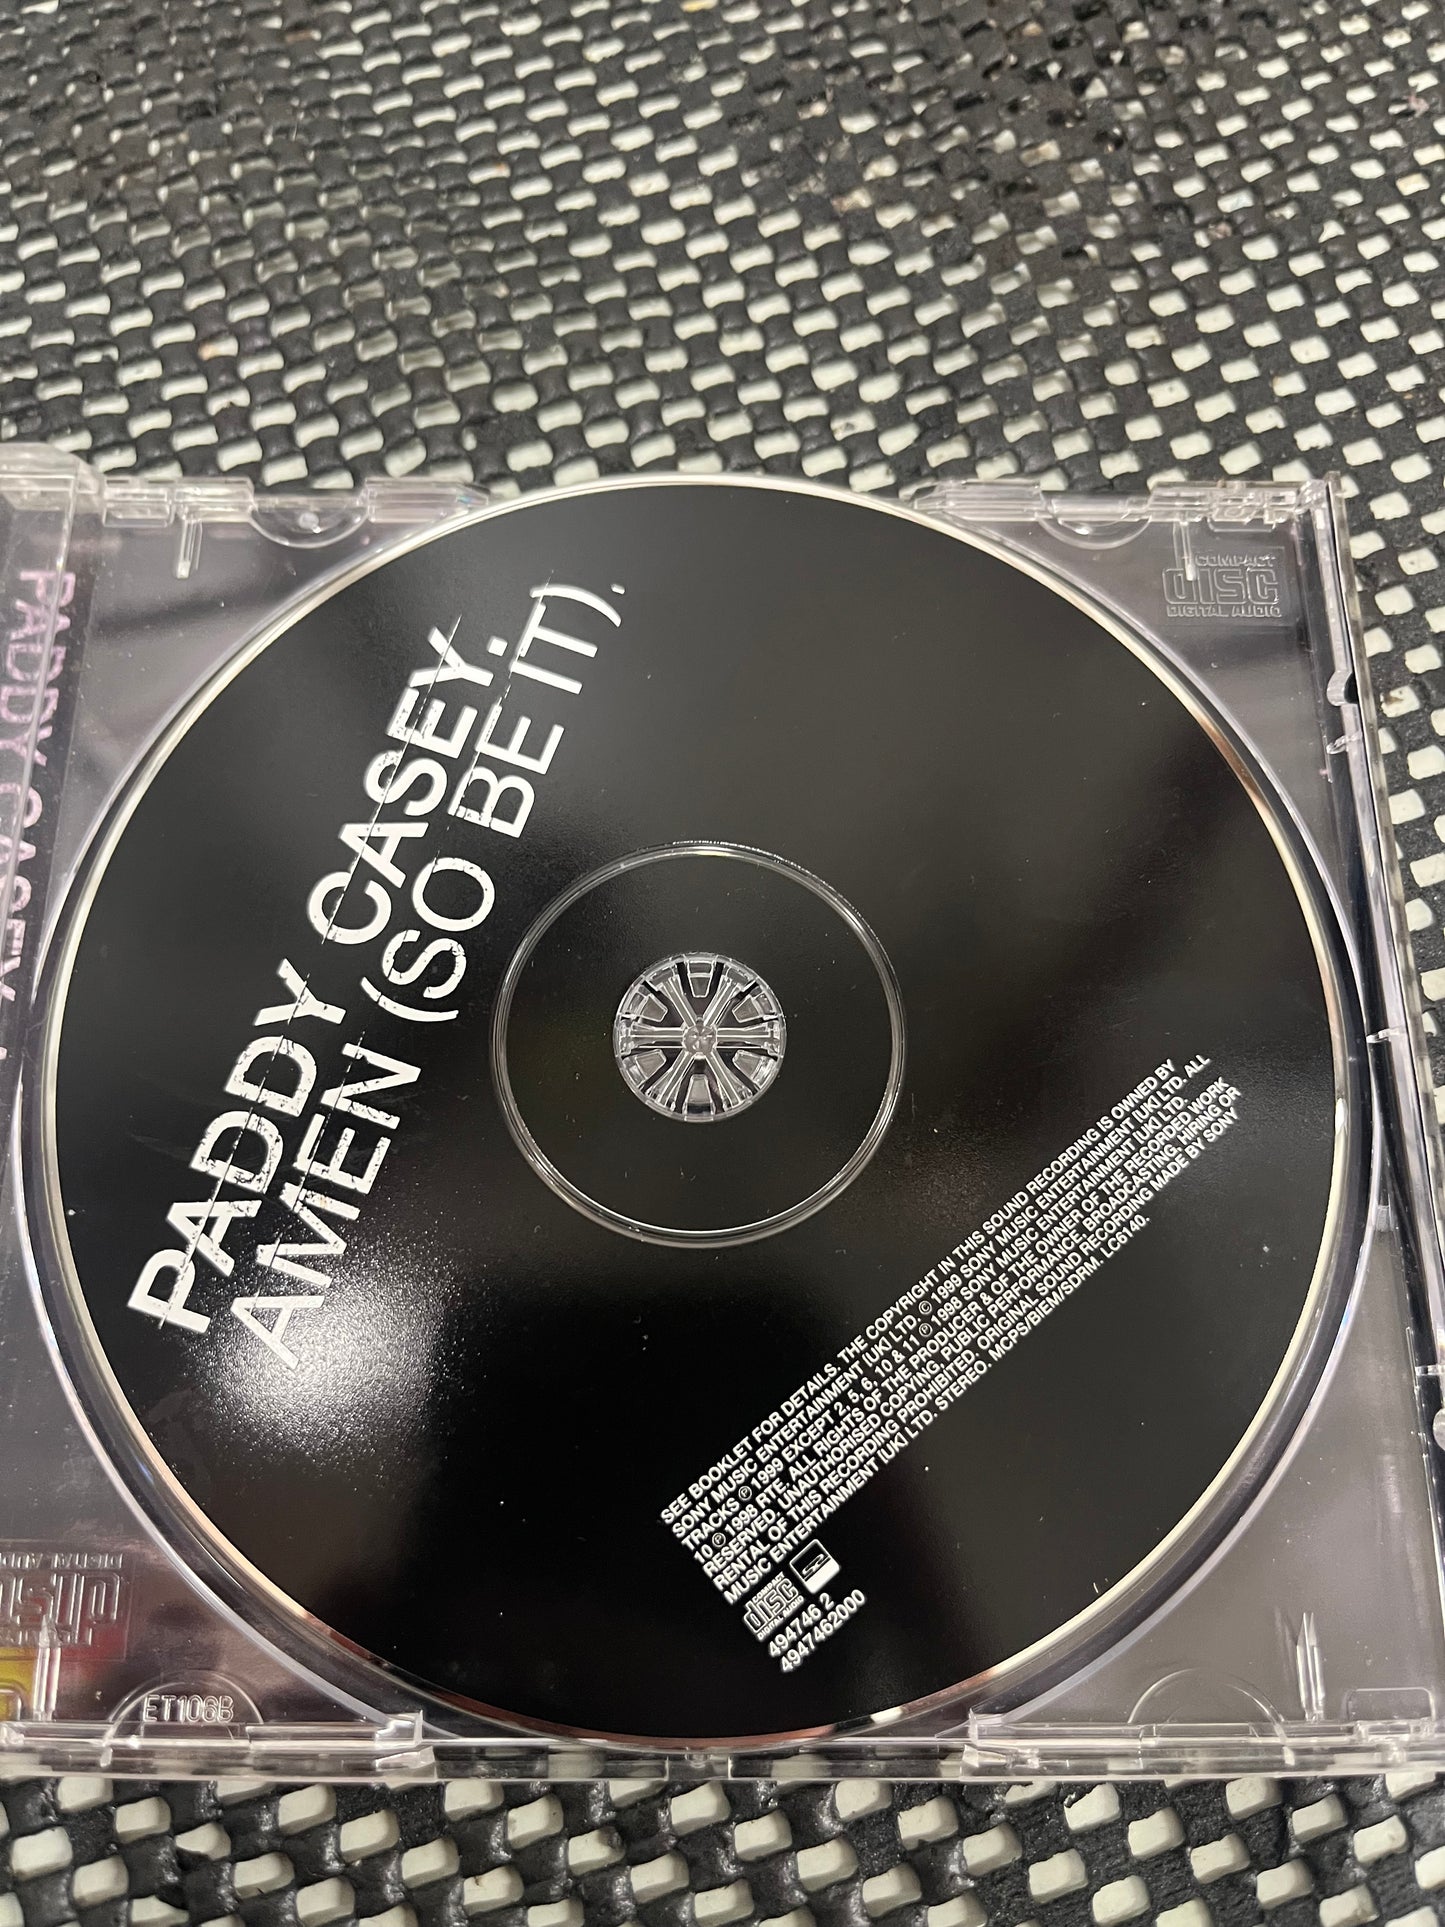 PADDY CASEY.
AMEN (SO BE IT).
SEE BOOKLET FOR DETAILS. THE COPYRIGHT IN THIS SOUND RECORDING IS OWNED BY
SONY MUSIC ENTERTAINMENT [UK] LTD. © 1999 SONY MUSIC ENTERTAINMENT [UK] LTD. ALL
TRACKS ℗ 1999 EXCEPT 2, 5, 6, 10 & 11 ℗ 1998 SONY MUSIC ENTERTAINMENT [UK] LTD.
10 ℗ 1998 RTE. ALL RIGHTS OF THE PRODUCER & OF THE OWNER OF THE RECORDED WORK
RESERVED. UNAUTHORISED COPYING, PUBLIC PERFORMANCE, BROADCASTING, HIRING OR
RENTAL OF THIS RECORDING PROHIBITED. ORIGINAL SOUND RECORDING MADE BY SONY
MUSIC ENTERTAINMENT [UK] LTD. STEREO. MCPS/BIEM/SDRM. LC6140.
COMPACT
disc
DIGITAL AUDIO
S2
494746 2
4947462000
COMPACT
disc
DIGITAL AUDIO
PADDY CASEY.
ET106B
disc
DIGITAL AUDIO